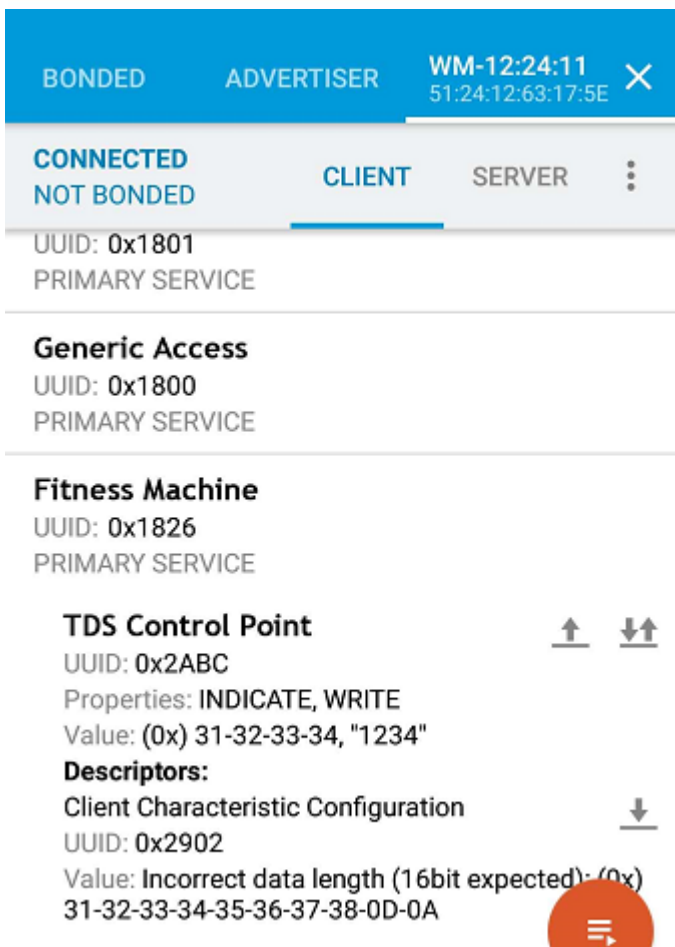 BONDED ADVERTISER WM-12:24:11
51:24:12:63:17:5E
CONNECTED CLIENT SERVER
NOT BONDED
UUID: 0x1801
PRIMARY SERVICE
Generic Access
UUID: 0x1800
PRIMARY SERVICE
Fitness Machine
UUID: 0x1826
PRIMARY SERVICE
TDS Control Point
UUID: 0x2ABC
Properties: INDICATE, WRITE
Value: (0x) 31-32-33-34, "1234"
Descriptors:
Client Characteristic Configuration
UUID: 0x2902
Value: Incorrect data length (16bit expected): (0x)
31-32-33-34-35-36-37-38-0D-0A